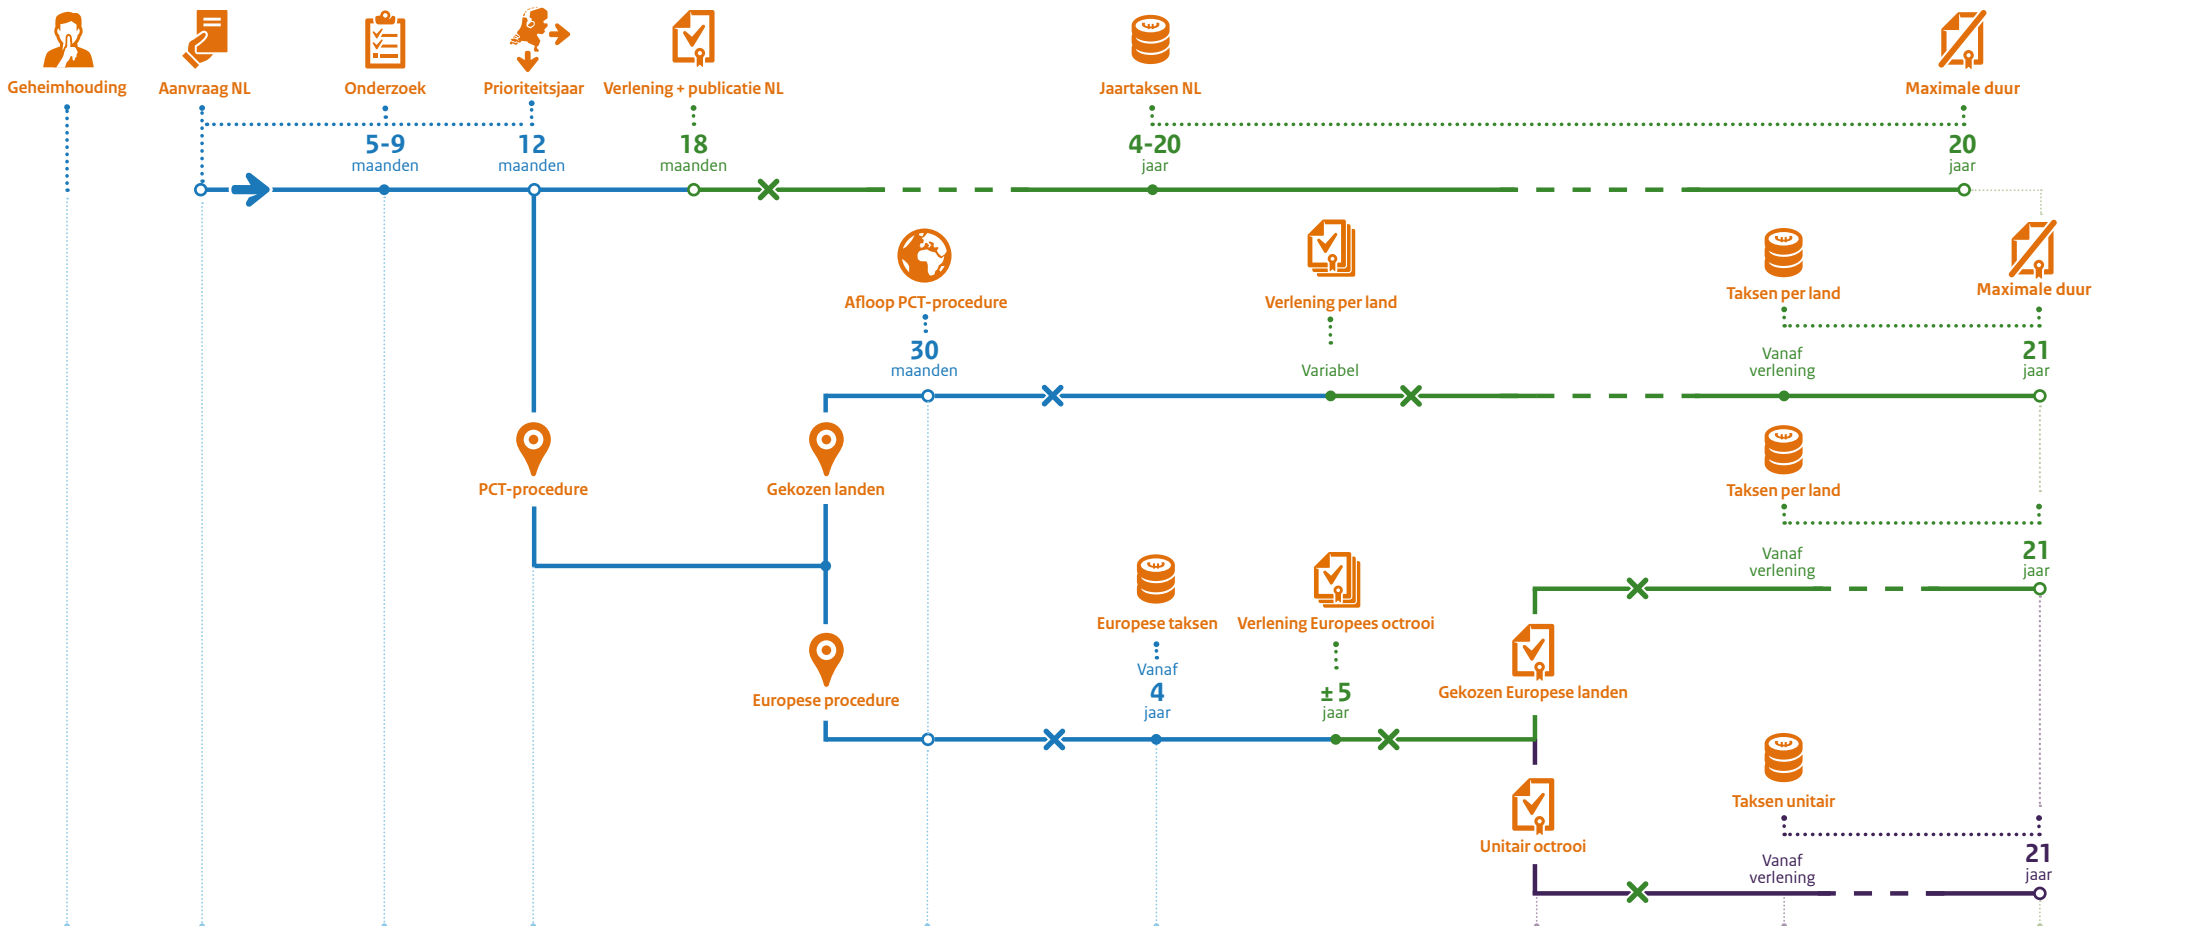 Geheimhouding
Aanvraag NL
Onderzoek
Prioriteitsjaar
Verlening + publicatie NL
Jaartaksen NL
Maximale duur
5-9
maanden
12
maanden
18
maanden
4-20
jaar
20
jaar
Afloop PCT-procedure
30
maanden
Verlening per land
Variabel
Taksen per land
Vanaf
verlening
Maximale duur
21
jaar
PCT-procedure
Gekozen landen
Taksen per land
Vanaf
verlening
21
jaar
Europese procedure
Europese taksen
Vanaf
4
jaar
Verlening Europees octrooi
± 5
jaar
Gekozen Europese landen
Unitair octrooi
Taksen unitair
Vanaf
verlening
21
jaar